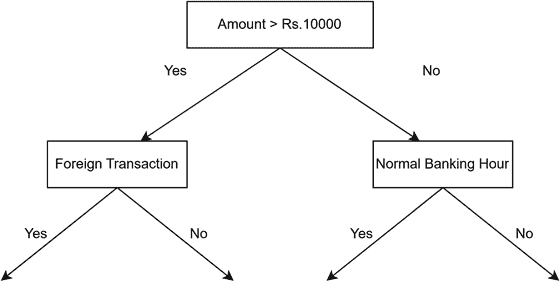 Amount > Rs.10000
Yes
No
Foreign Transaction
Normal Banking Hour
Yes
No
Yes
No